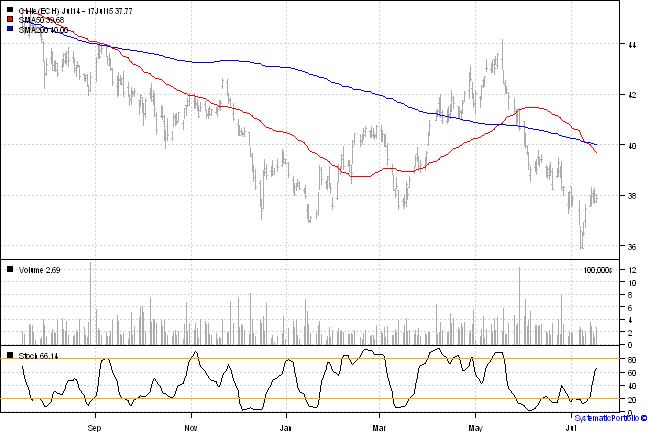 Chile (ECH) Jul14 - 17Jul15 37.77
SMA50 39.68
SMA200 40.00
44
42
40
38
36
Volume 2.69
100,000s
12
10
8
6
4
2
0
Stoch 66.14
80
60
40
20
0
Sep Nov Jan Mar May Jul
SystematicPortfolio ©